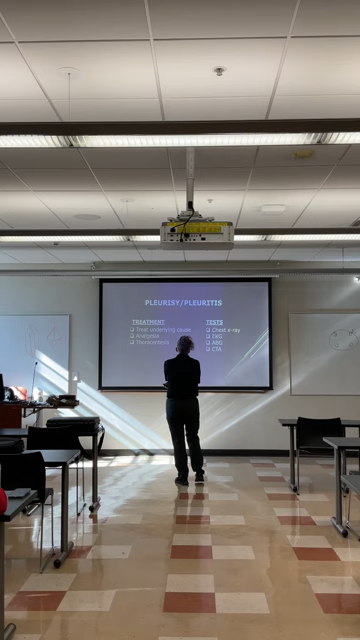 PLEURISY/PLEURITIS
TREATMENT
Treat underlying cause
Analgesia
Thoracentesis
TESTS
Chest x-ray
EKG
ABG
CTA